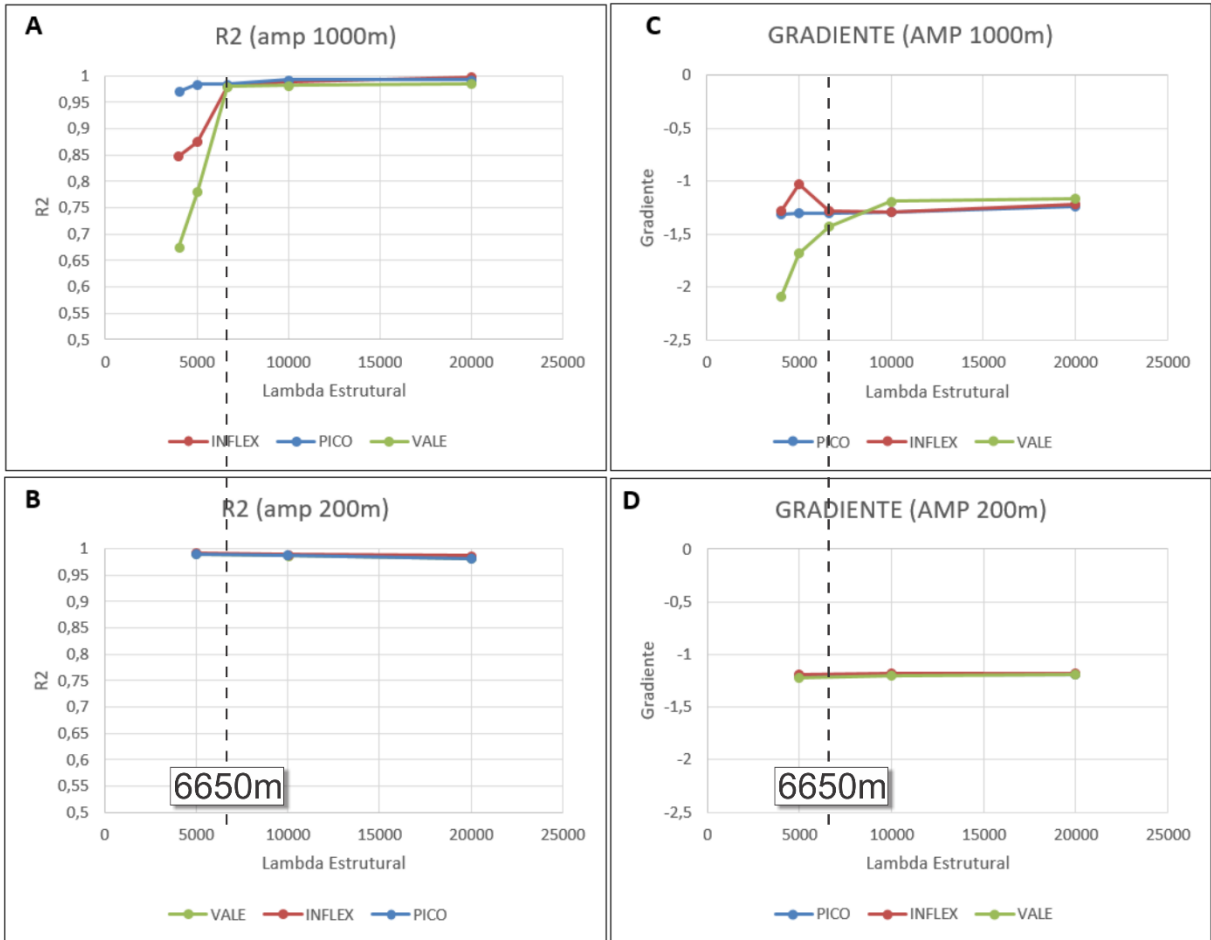 A
R2 (amp 1000m)
R2
1
0,95
0,9
0,85
0,8
0,75
0,7
0,65
0,6
0,55
0,5
0 5000 10000 15000 20000 25000
Lambda Estrutural
INFLEX PICO VALE
C
GRADIENTE (AMP 1000m)
Gradiente
0
-0,5
-1
-1,5
-2
-2,5
0 5000 10000 15000 20000 25000
Lambda Estrutural
PICO INFLEX VALE
B
R2 (amp 200m)
R2
1
0,95
0,9
0,85
0,8
0,75
0,7
0,65
0,6
0,55
0,5
6650m
0 5000 10000 15000 20000 25000
Lambda Estrutural
VALE INFLEX PICO
D
GRADIENTE (AMP 200m)
Gradiente
0
-0,5
-1
-1,5
-2
-2,5
6650m
0 5000 10000 15000 20000 25000
Lambda Estrutural
PICO INFLEX VALE